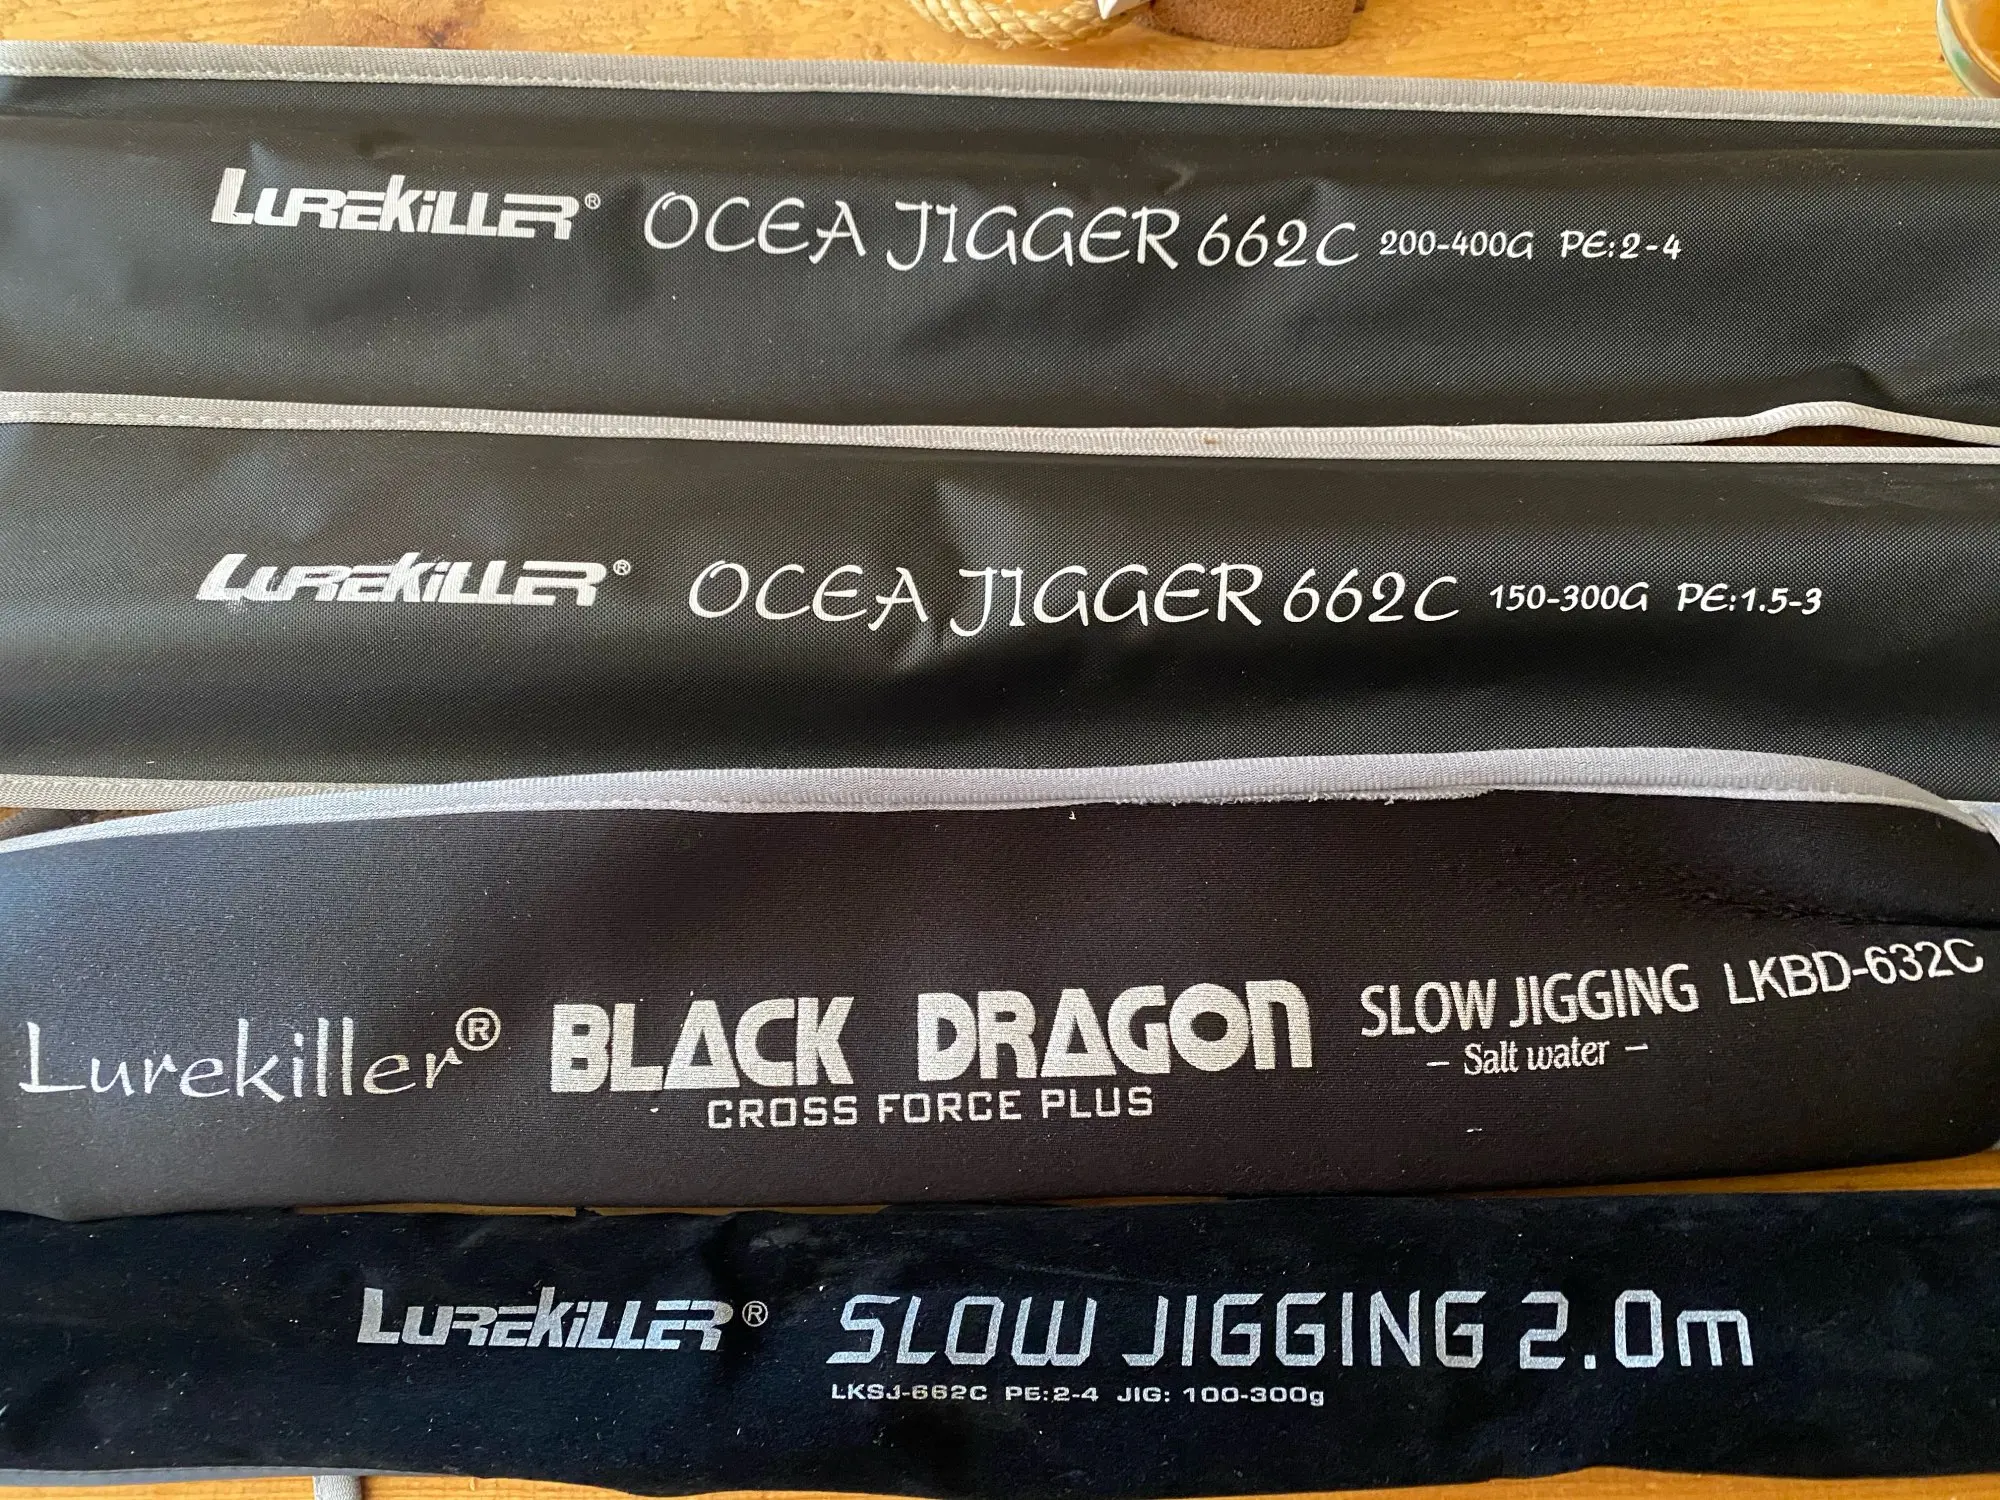 LUREKiLLER® OCEA JIGGER 662C 200-400G PE:2-4
LUREKiLLER® OCEA JIGGER 662C 150-300G PE:1.5-3
Lurekiller® BLACK DRAGON SLOW JIGGING LKBD-632C
CROSS FORCE PLUS - Salt water -
LUREKiLLER® SLOW JIGGING 2.0m
LKSJ-662C PE:2-4 JIG: 100-300g